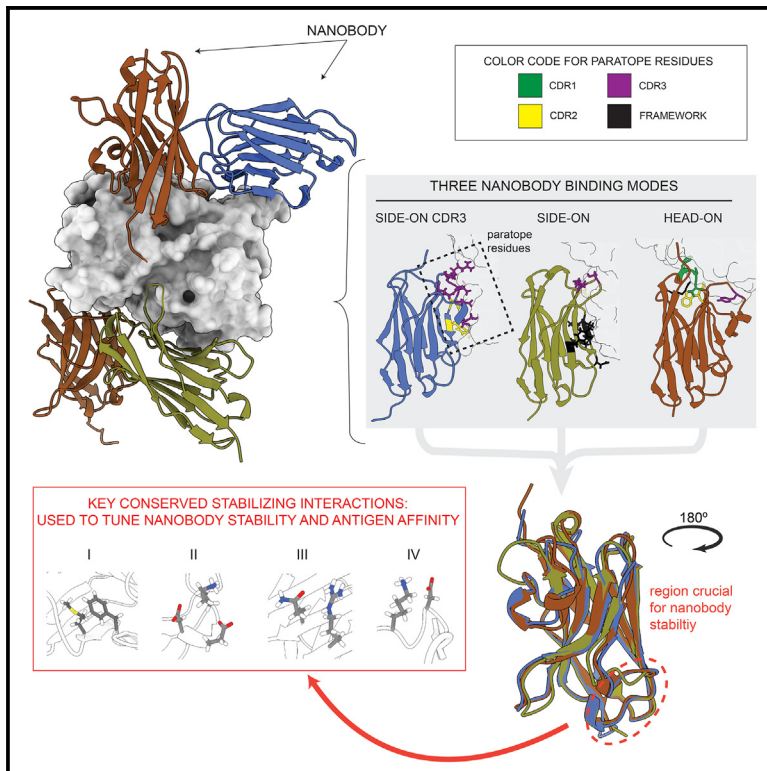 NANOBODY
COLOR CODE FOR PARATOPE RESIDUES
CDR1
CDR3
CDR2
FRAMEWORK
THREE NANOBODY BINDING MODES
SIDE-ON CDR3
SIDE-ON
HEAD-ON
paratope
residues
KEY CONSERVED STABILIZING INTERACTIONS:
USED TO TUNE NANOBODY STABILITY AND ANTIGEN AFFINITY
I
II
III
IV
180º
region crucial
for nanobody
stabiltiy